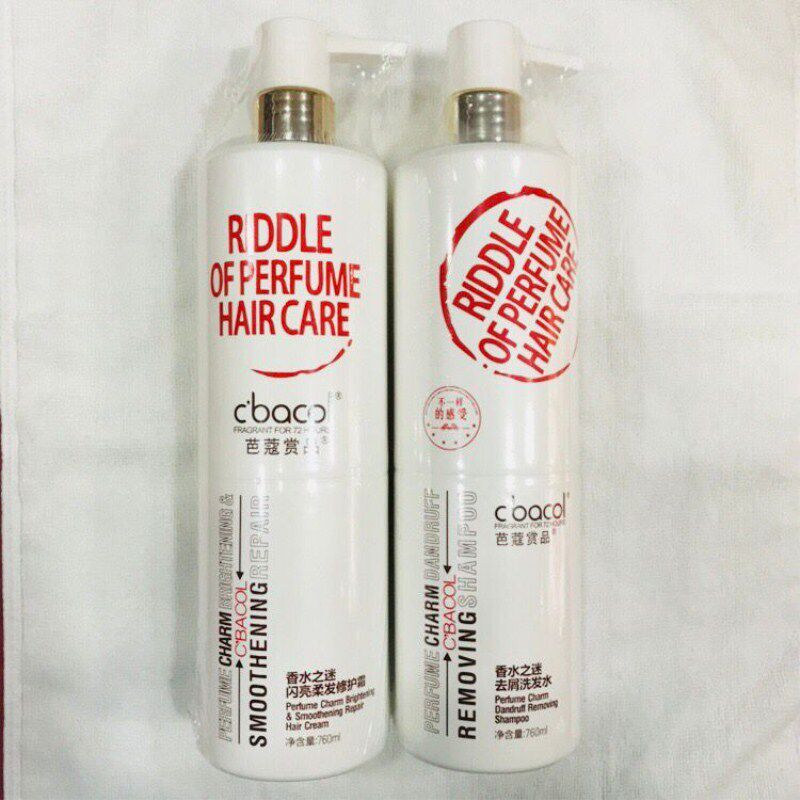 RIDDLE
OF PERFUME
HAIR CARE
c'bacol®
FRAGRANT FOR 72 HOURS
芭蔻赏品®
PERFUME CHARM BRIGHTENING &
C'BACOL
SMOOTHENING REPAIR
香水之迷
闪亮柔发修护霜
Perfume Charm Brightening
& Smoothening Repair
Hair Cream
净含量:760ml
RIDDLE
OF PERFUME
HAIR CARE
不一样
的感受
c'bacol®
FRAGRANT FOR 72 HOURS
芭蔻赏品®
PERFUME CHARM DANDRUFF
C'BACOL
REMOVING SHAMPOO
香水之迷
去屑洗发水
Perfume Charm
Dandruff Removing
Shampoo
净含量:760ml